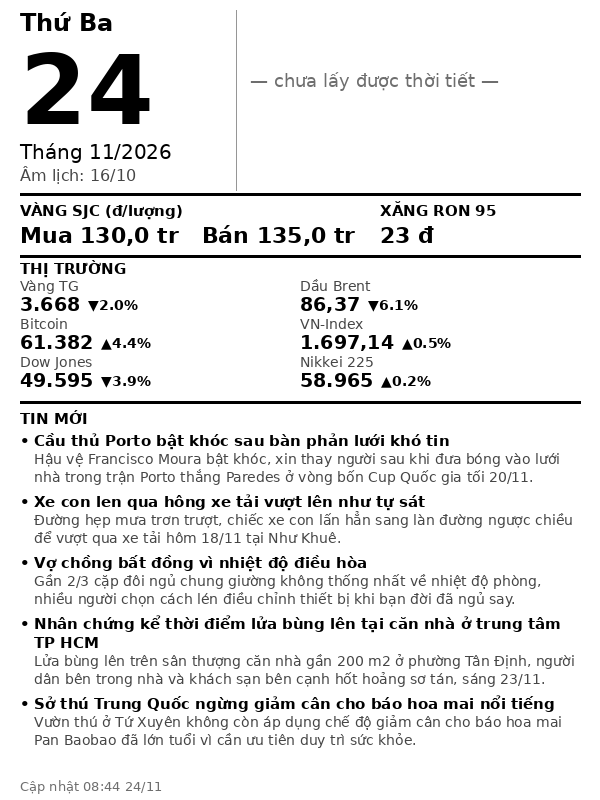 Thứ Ba
24
Tháng 11/2026
Âm lịch: 16/10
— chưa lấy được thời tiết —
VÀNG SJC (đ/lượng)
Mua 130,0 tr Bán 135,0 tr
XĂNG RON 95
23 đ
THỊ TRƯỜNG
Vàng TG
3.668 ▼2.0%
Dầu Brent
86,37 ▼6.1%
Bitcoin
61.382 ▲4.4%
VN-Index
1.697,14 ▲0.5%
Dow Jones
49.595 ▼3.9%
Nikkei 225
58.965 ▲0.2%
TIN MỚI
• Cầu thủ Porto bật khóc sau bàn phản lưới khó tin
Hậu vệ Francisco Moura bật khóc, xin thay người sau khi đưa bóng vào lưới
nhà trong trận Porto thắng Paredes ở vòng bốn Cup Quốc gia tối 20/11.
• Xe con len qua hông xe tải vượt lên như tự sát
Đường hẹp mưa trơn trượt, chiếc xe con lấn hẳn sang làn đường ngược chiều
để vượt qua xe tải hôm 18/11 tại Như Khuê.
• Vợ chồng bất đồng vì nhiệt độ điều hòa
Gần 2/3 cặp đôi ngủ chung giường không thống nhất về nhiệt độ phòng,
nhiều người chọn cách lén điều chỉnh thiết bị khi bạn đời đã ngủ say.
• Nhân chứng kể thời điểm lửa bùng lên tại căn nhà ở trung tâm
TP HCM
Lửa bùng lên trên sân thượng căn nhà gần 200 m2 ở phường Tân Định, người
dân bên trong nhà và khách sạn bên cạnh hốt hoảng sơ tán, sáng 23/11.
• Sở thú Trung Quốc ngừng giảm cân cho báo hoa mai nổi tiếng
Vườn thú ở Tứ Xuyên không còn áp dụng chế độ giảm cân cho báo hoa mai
Pan Baobao đã lớn tuổi vì cần ưu tiên duy trì sức khỏe.
Cập nhật 08:44 24/11